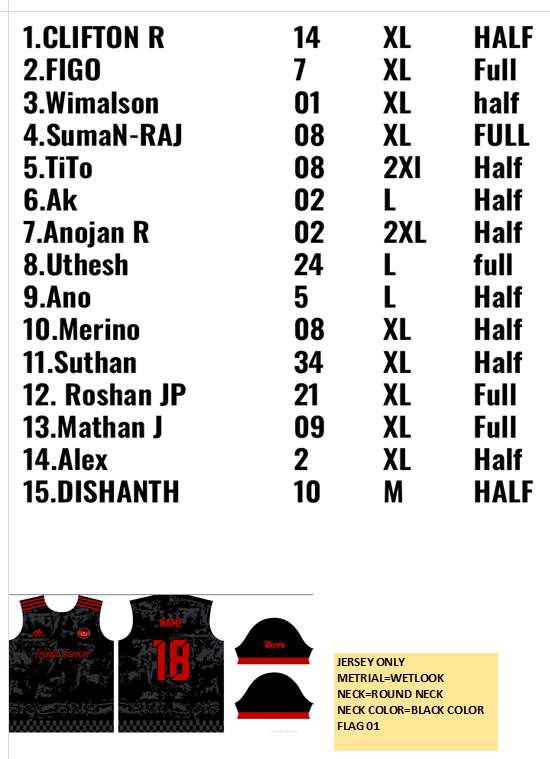 1.CLIFTON R 14 XL HALF
2.FIGO 7 XL Full
3.Wimalson 01 XL half
4.SumaN-RAJ 08 XL FULL
5.TiTo 08 2Xl Half
6.Ak 02 L Half
7.Anojan R 02 2XL Half
8.Uthesh 24 L full
9.Ano 5 L Half
10.Merino 08 XL Half
11.Suthan 34 XL Half
12. Roshan JP 21 XL Full
13.Mathan J 09 XL Full
14.Alex 2 XL Half
15.DISHANTH 10 M HALF
NAME
18
Friends Forever
JERSEY ONLY
METRIAL=WETLOOK
NECK=ROUND NECK
NECK COLOR=BLACK COLOR
FLAG 01